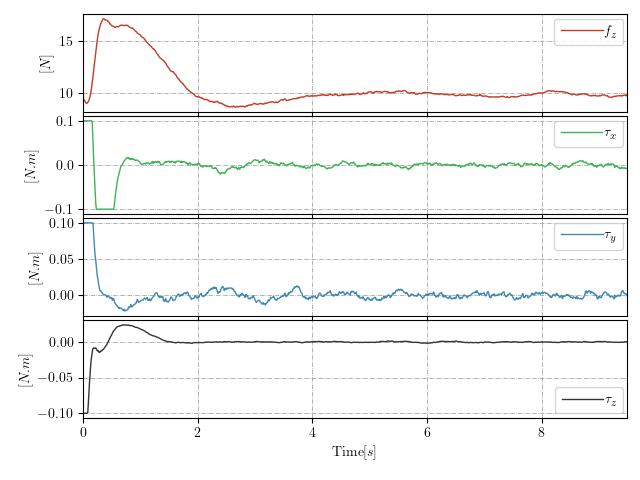 15
10
[N]
f_z
0.1
0.0
−0.1
[N.m]
τ_x
0.10
0.05
0.00
[N.m]
τ_y
0.00
−0.05
−0.10
[N.m]
τ_z
0 2 4 6 8
Time[s]